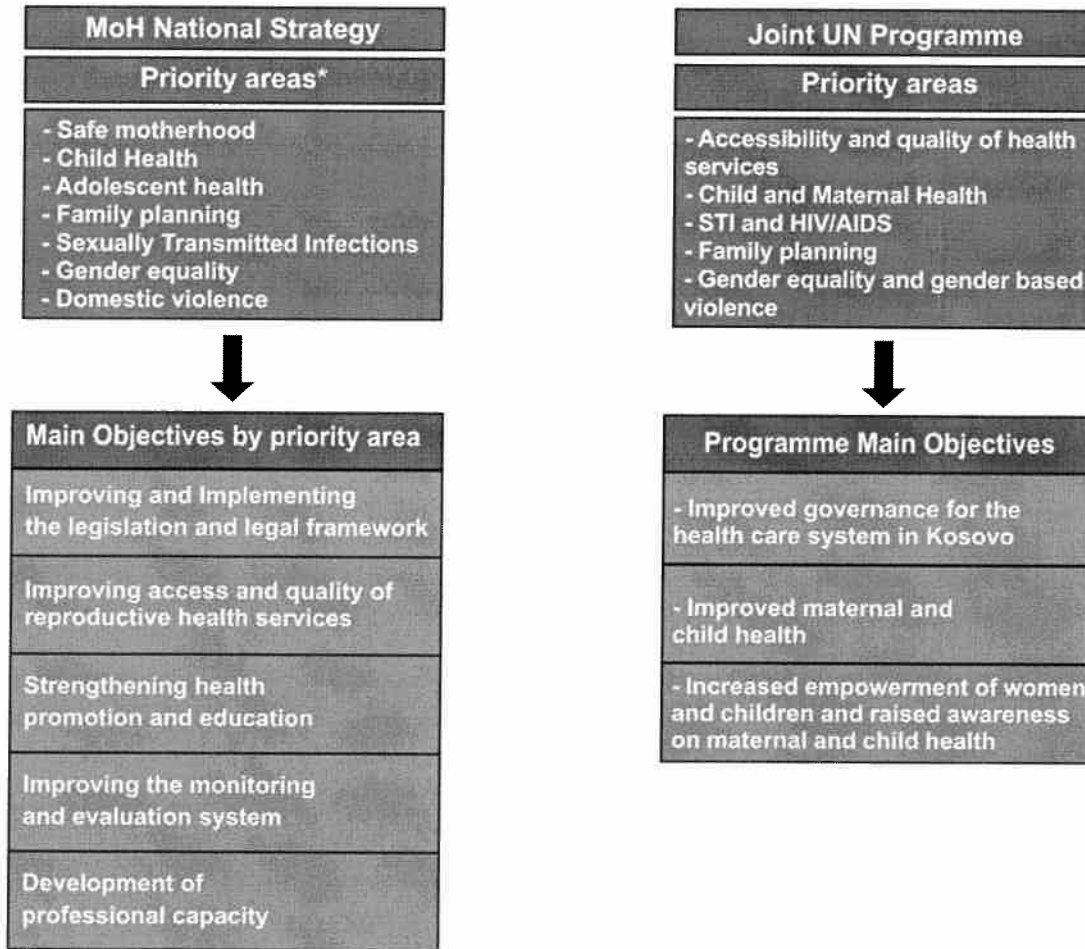 MoH National Strategy
Priority areas*
- Safe motherhood
- Child Health
- Adolescent health
- Family planning
- Sexually Transmitted Infections
- Gender equality
- Domestic violence
Main Objectives by priority area
Improving and Implementing
the legislation and legal framework
Improving access and quality of
reproductive health services
Strengthening health
promotion and education
Improving the monitoring
and evaluation system
Development of
professional capacity
Joint UN Programme
Priority areas
- Accessibility and quality of health
services
- Child and Maternal Health
- STI and HIV/AIDS
- Family planning
- Gender equality and gender based
violence
Programme Main Objectives
- Improved governance for the
health care system in Kosovo
- Improved maternal and
child health
- Increased empowerment of women
and children and raised awareness
on maternal and child health